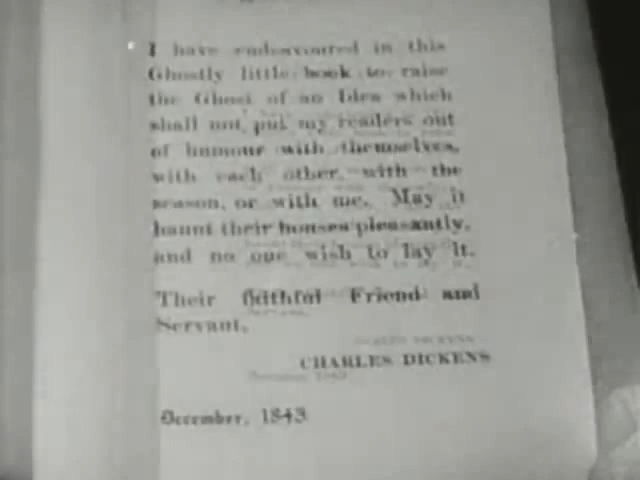 I have endeavoured in this
Ghostly little book to raise
the Ghost of an Idea which
shall not put my readers out
of humour with themselves,
with each other, with the
season, or with me. May it
haunt their houses pleasantly,
and no one wish to lay it.
Their faithful Friend and
Servant,
CHARLES DICKENS
December, 1843